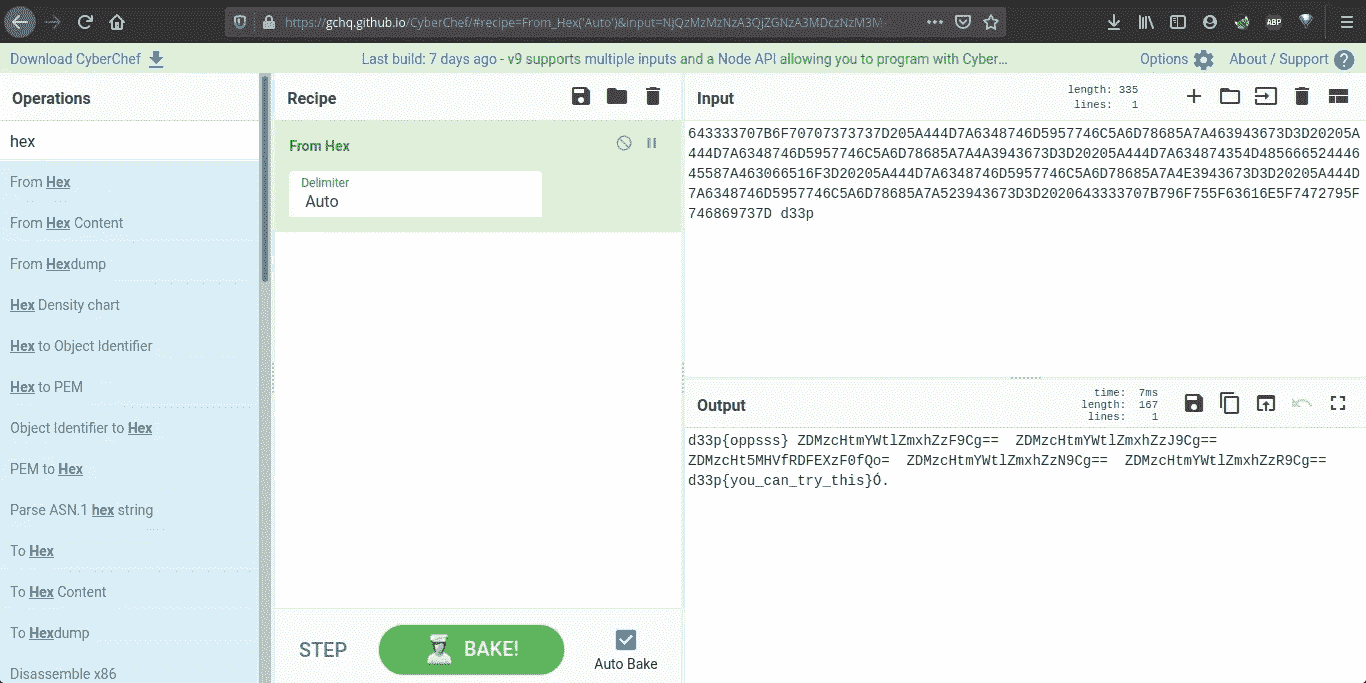 https://gchq.github.io/CyberChef/#recipe=From_Hex('Auto')&input=NjQzMzMzNzA3QjZGNzA3MDczNzM3M
ABP
Download CyberChef
Last build: 7 days ago - v9 supports multiple inputs and a Node API allowing you to program with Cyber...
Options
About / Support
Operations
Recipe
Input
length: 335
lines: 1
hex
From Hex
From Hex Content
From Hexdump
Hex Density chart
Hex to Object Identifier
Hex to PEM
Object Identifier to Hex
PEM to Hex
Parse ASN.1 hex string
To Hex
To Hex Content
To Hexdump
Disassemble x86
From Hex
Delimiter
Auto
STEP
BAKE!
Auto Bake
643333707B6F70707373737D205A444D7A6348746D5957746C5A6D78685A7A463943673D3D20205A
444D7A6348746D5957746C5A6D78685A7A4A3943673D3D20205A444D7A634874354D485666524446
45587A463066516F3D20205A444D7A6348746D5957746C5A6D78685A7A4E3943673D3D20205A444D
7A6348746D5957746C5A6D78685A7A523943673D3D2020643333707B796F755F63616E5F7472795F
746869737D d33p
Output
time: 7ms
length: 167
lines: 1
d33p{oppsss} ZDMzcHtmYWtlZmxhZzF9Cg== ZDMzcHtmYWtlZmxhZzJ9Cg==
ZDMzcHt5MHVfRDFEXzF0fQo= ZDMzcHtmYWtlZmxhZzN9Cg== ZDMzcHtmYWtlZmxhZzR9Cg==
d33p{you_can_try_this}Ó.